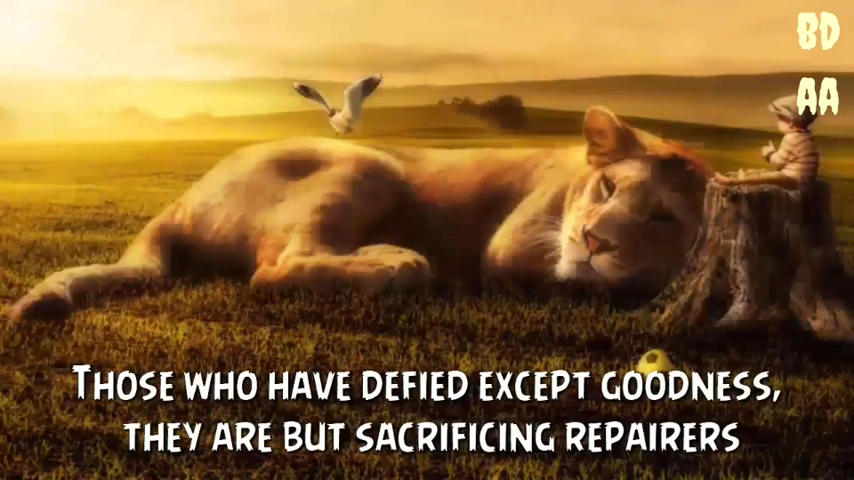 BD
AA
THOSE WHO HAVE DEFIED EXCEPT GOODNESS,
THEY ARE BUT SACRIFICING REPAIRERS